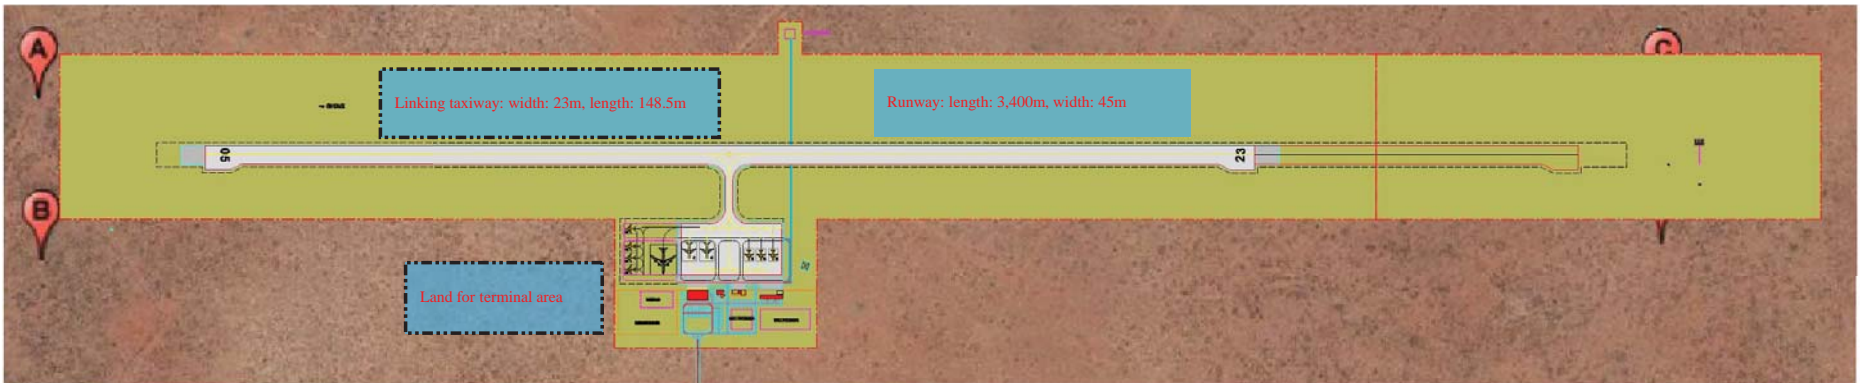 A
C
Linking taxiway: width: 23m, length: 148.5m
Runway: length: 3,400m, width: 45m
05
23
B
Land for terminal area